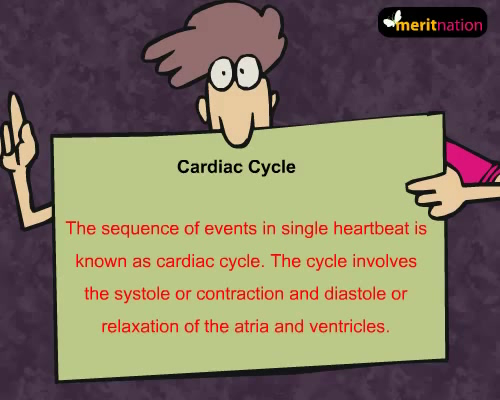 meritnation
Cardiac Cycle
The sequence of events in single heartbeat is
known as cardiac cycle. The cycle involves
the systole or contraction and diastole or
relaxation of the atria and ventricles.